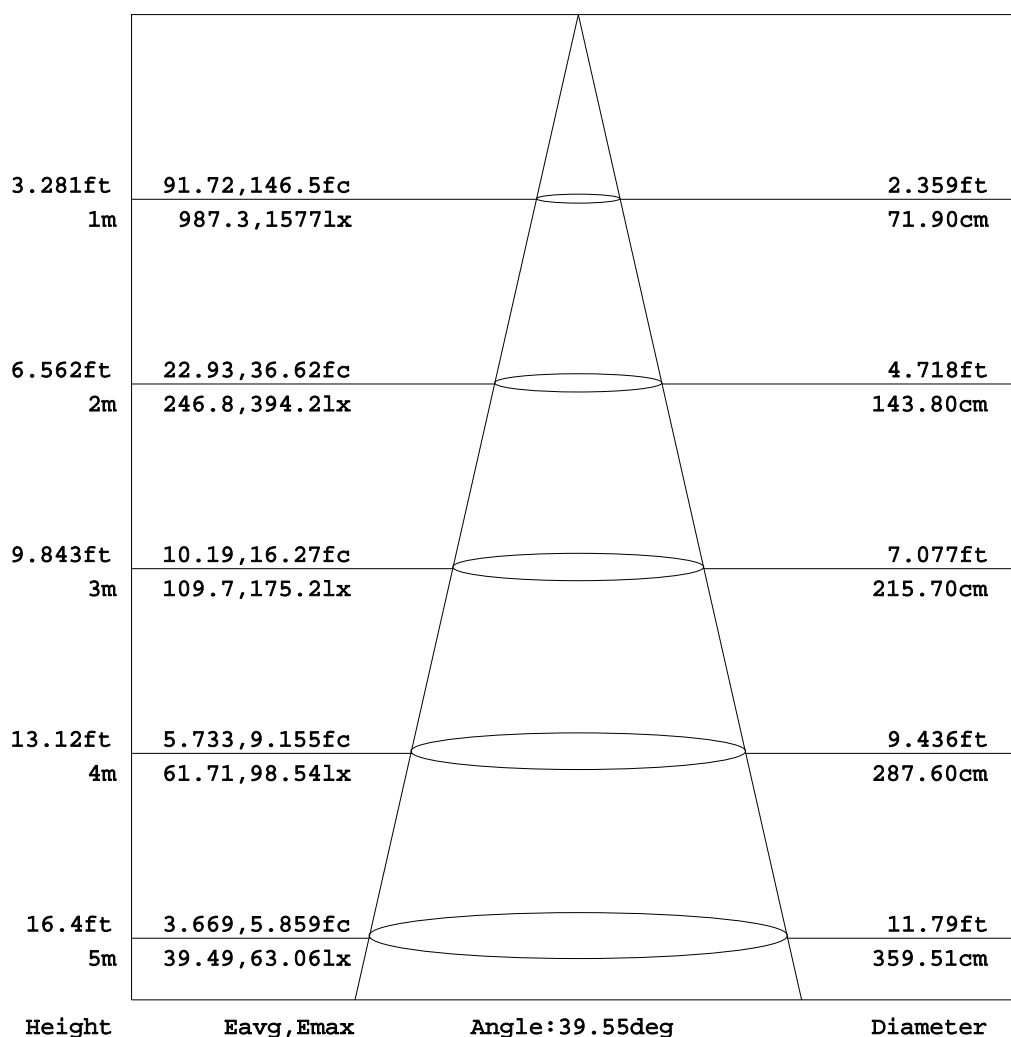 3.281ft 91.72,146.5fc 2.359ft
1m 987.3,1577lx 71.90cm
6.562ft 22.93,36.62fc 4.718ft
2m 246.8,394.2lx 143.80cm
9.843ft 10.19,16.27fc 7.077ft
3m 109.7,175.2lx 215.70cm
13.12ft 5.733,9.155fc 9.436ft
4m 61.71,98.54lx 287.60cm
16.4ft 3.669,5.859fc 11.79ft
5m 39.49,63.06lx 359.51cm
Height Eavg,Emax Angle:39.55deg Diameter